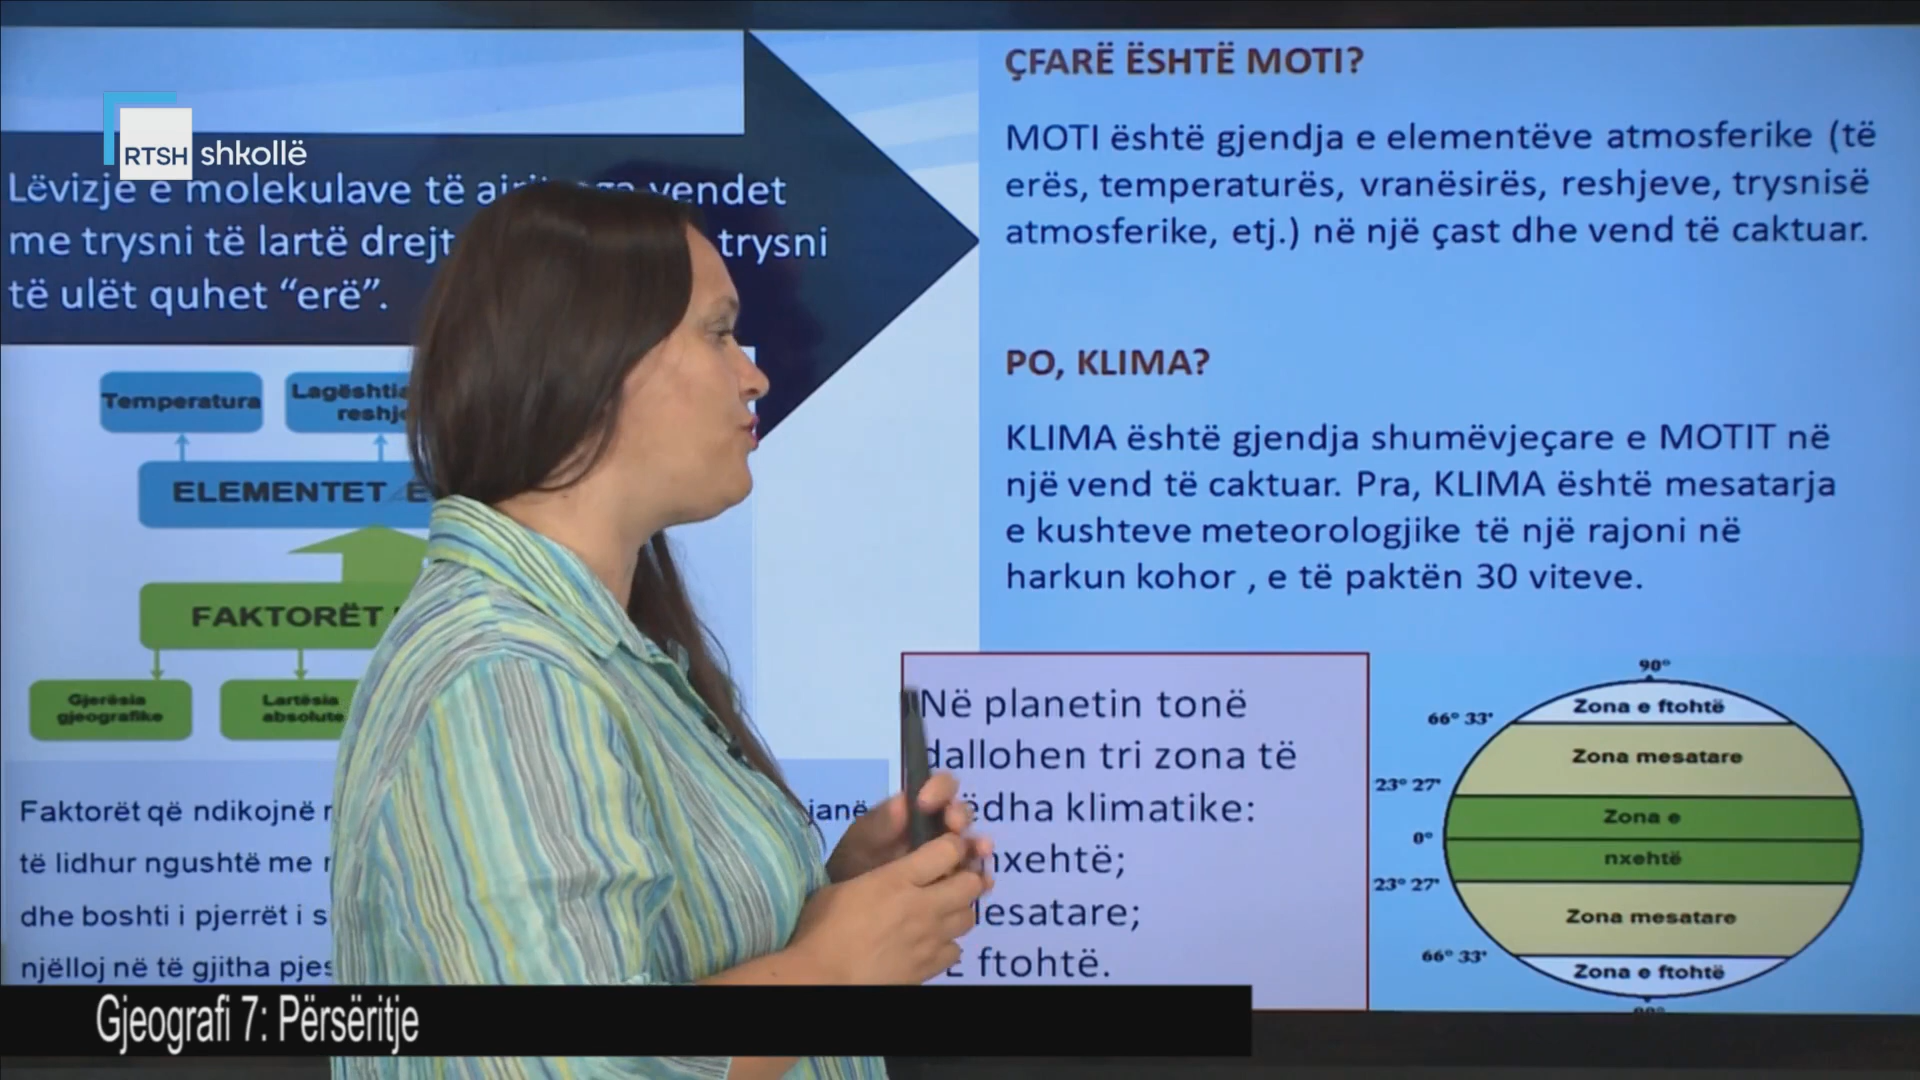 RTSH shkollë
Lëvizje e molekulave të vendet
me trysni të lartë drejt trysni
të ulët quhet “erë”.
Temperatura
Lagështia
ELEMENTET
FAKTORËT
Gjerësia
gjeografike
Lartësia
absolute
Faktorët që ndikojnë janë
të lidhur ngushtë me
dhe boshti i pjerrët i
njëlloj në të gjitha
ÇFARË ËSHTË MOTI?
MOTI është gjendja e elementëve atmosferike (të
erës, temperaturës, vranësirës, reshjeve, trysnisë
atmosferike, etj.) në një çast dhe vend të caktuar.
PO, KLIMA?
KLIMA është gjendja shumëvjeçare e MOTIT në
një vend të caktuar. Pra, KLIMA është mesatarja
e kushteve meteorologjike të një rajoni në
harkun kohor , e të paktën 30 viteve.
Në planetin tonë
dallohen tri zona të
klimatike:
nxehtë;
ftohtë.
90°
66° 33'
Zona e ftohtë
Zona mesatare
23° 27'
Zona e
0°
nxehtë
23° 27'
Zona mesatare
66° 33'
Zona e ftohtë
Gjeografi 7: Përsëritje